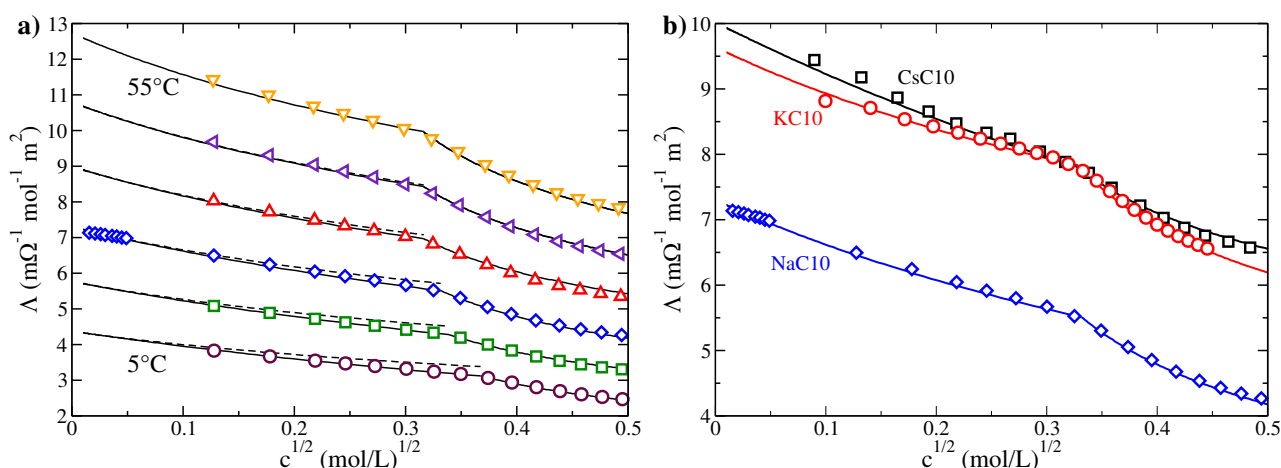 a)
13
12
11
10
9
8
7
6
5
4
3
2
Λ (mΩ⁻¹ mol⁻¹ m²)
55°C
5°C
0
0.1
0.2
0.3
0.4
0.5
c^1/2 (mol/L)^1/2
b)
10
9
8
7
6
5
4
Λ (mΩ⁻¹ mol⁻¹ m²)
CsC10
KC10
NaC10
0
0.1
0.2
0.3
0.4
0.5
c^1/2 (mol/L)^1/2